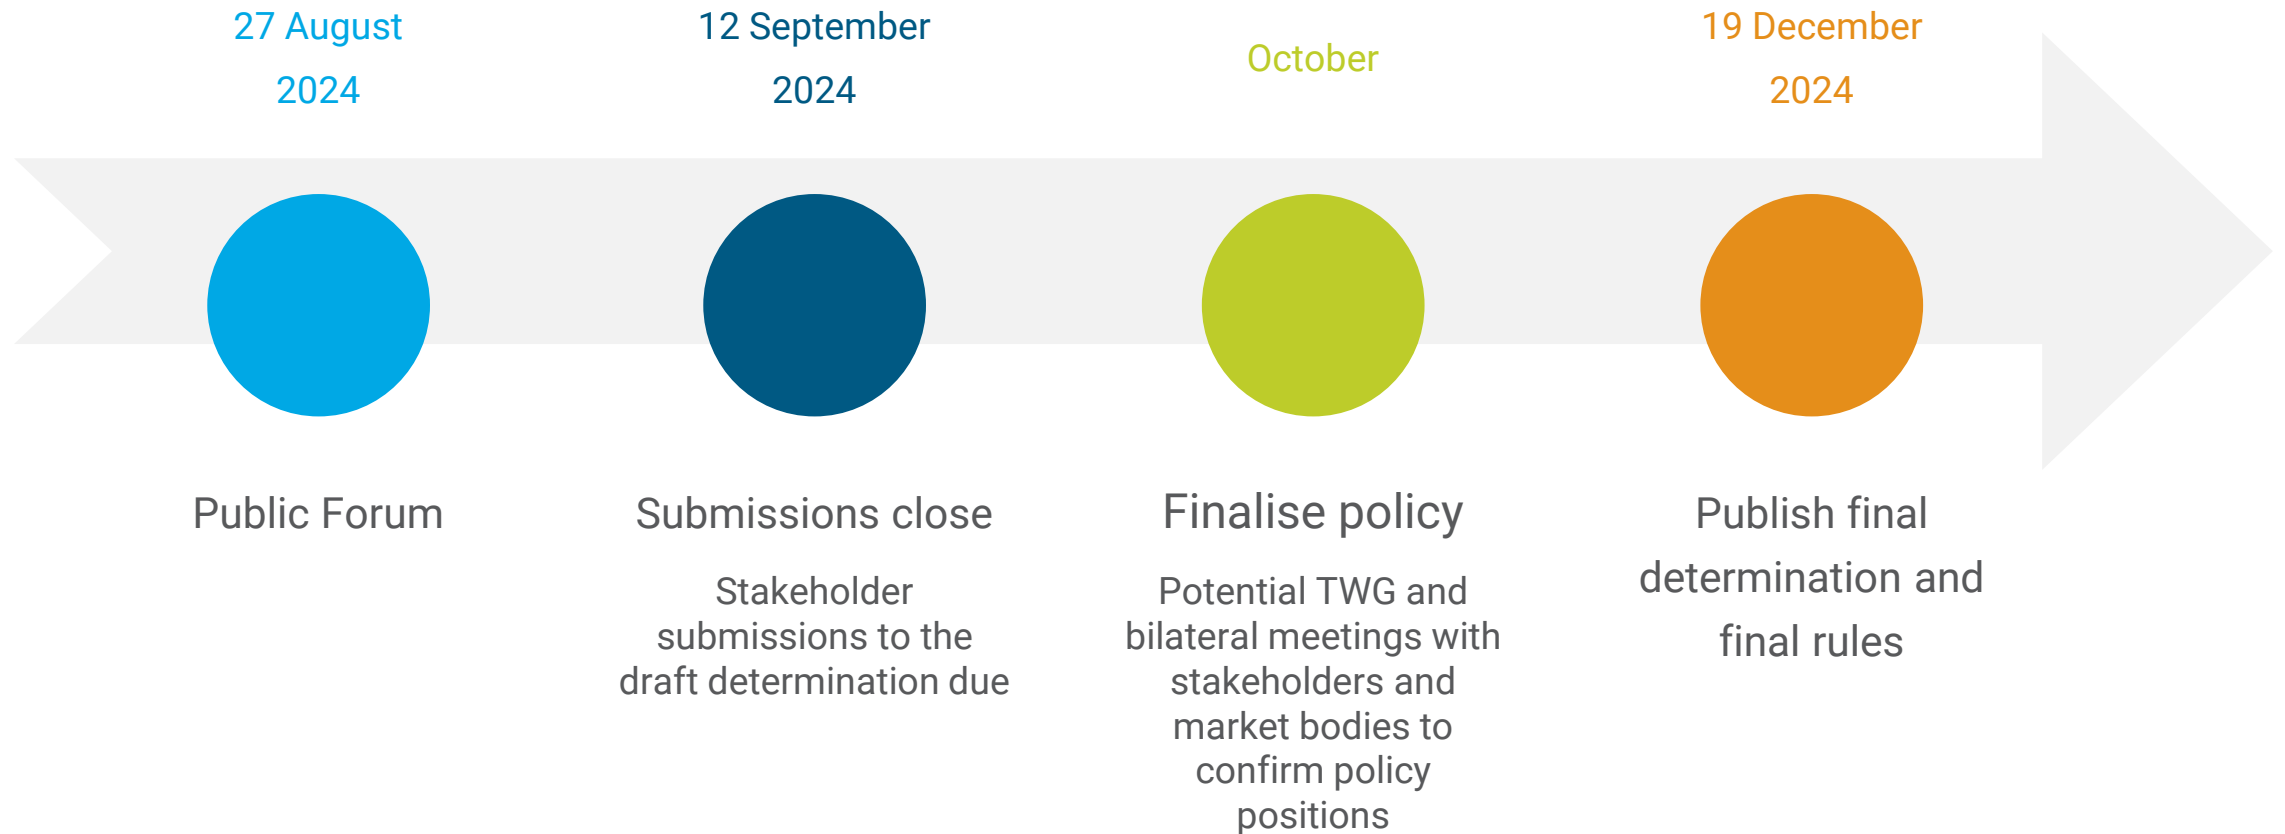 27 August
2024
12 September
2024
October
19 December
2024
Public Forum
Submissions close
Stakeholder
submissions to the
draft determination due
Finalise policy
Potential TWG and
bilateral meetings with
stakeholders and
market bodies to
confirm policy
positions
Publish final
determination and
final rules